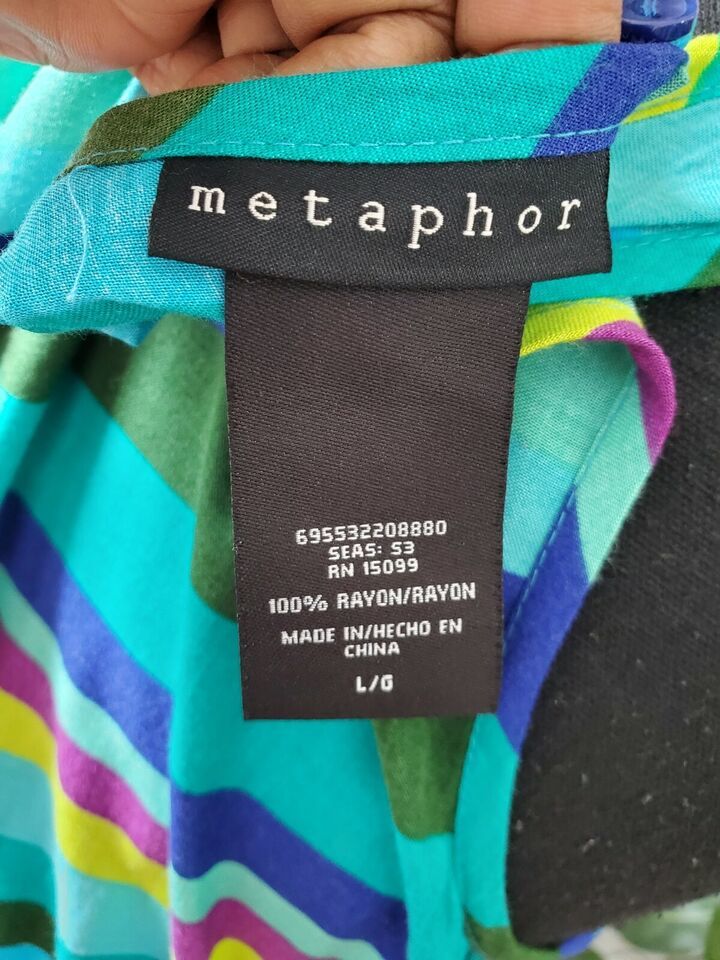 metaphor
695532208880
SEAS: S3
RN 15099
100% RAYON/RAYON
MADE IN/HECHO EN
CHINA
L/G